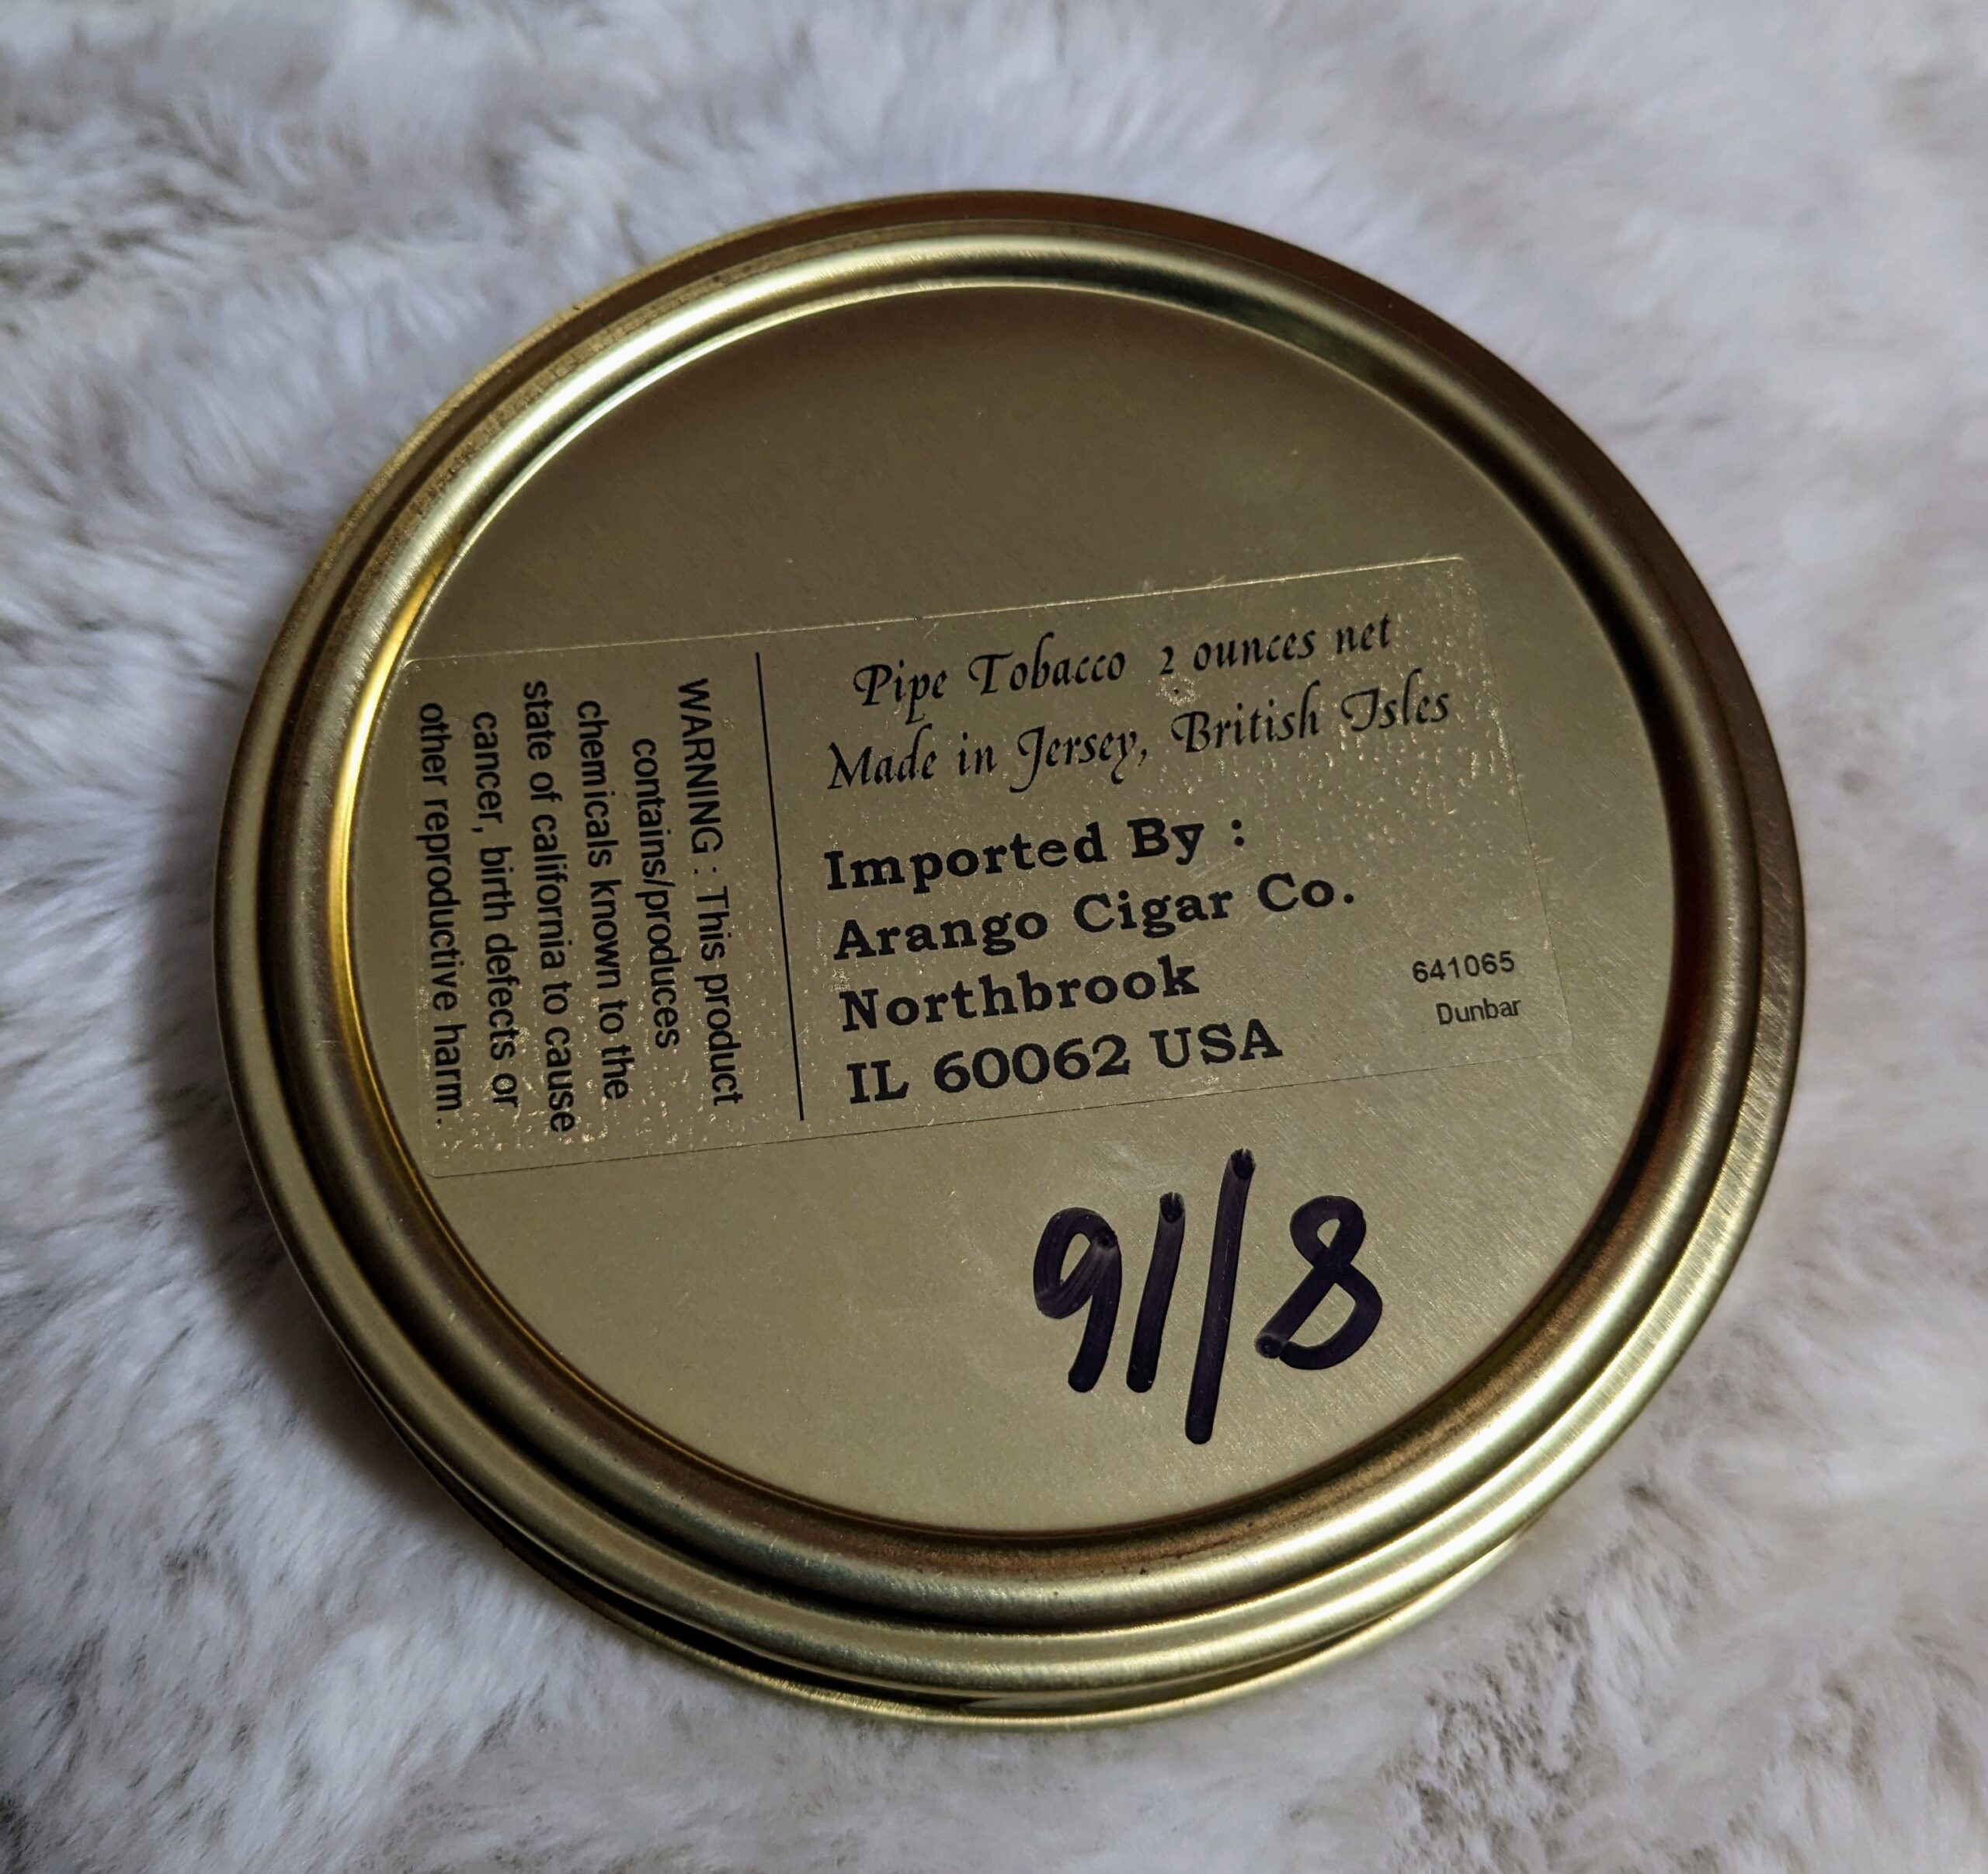 Pipe Tobacco 2 ounces net
Made in Jersey, British Isles
Imported By :
Arango Cigar Co.
Northbrook
IL 60062 USA
641065
Dunbar
WARNING : This product
contains/produces
chemicals known to the
state of california to cause
cancer, birth defects or
other reproductive harm.
91/8